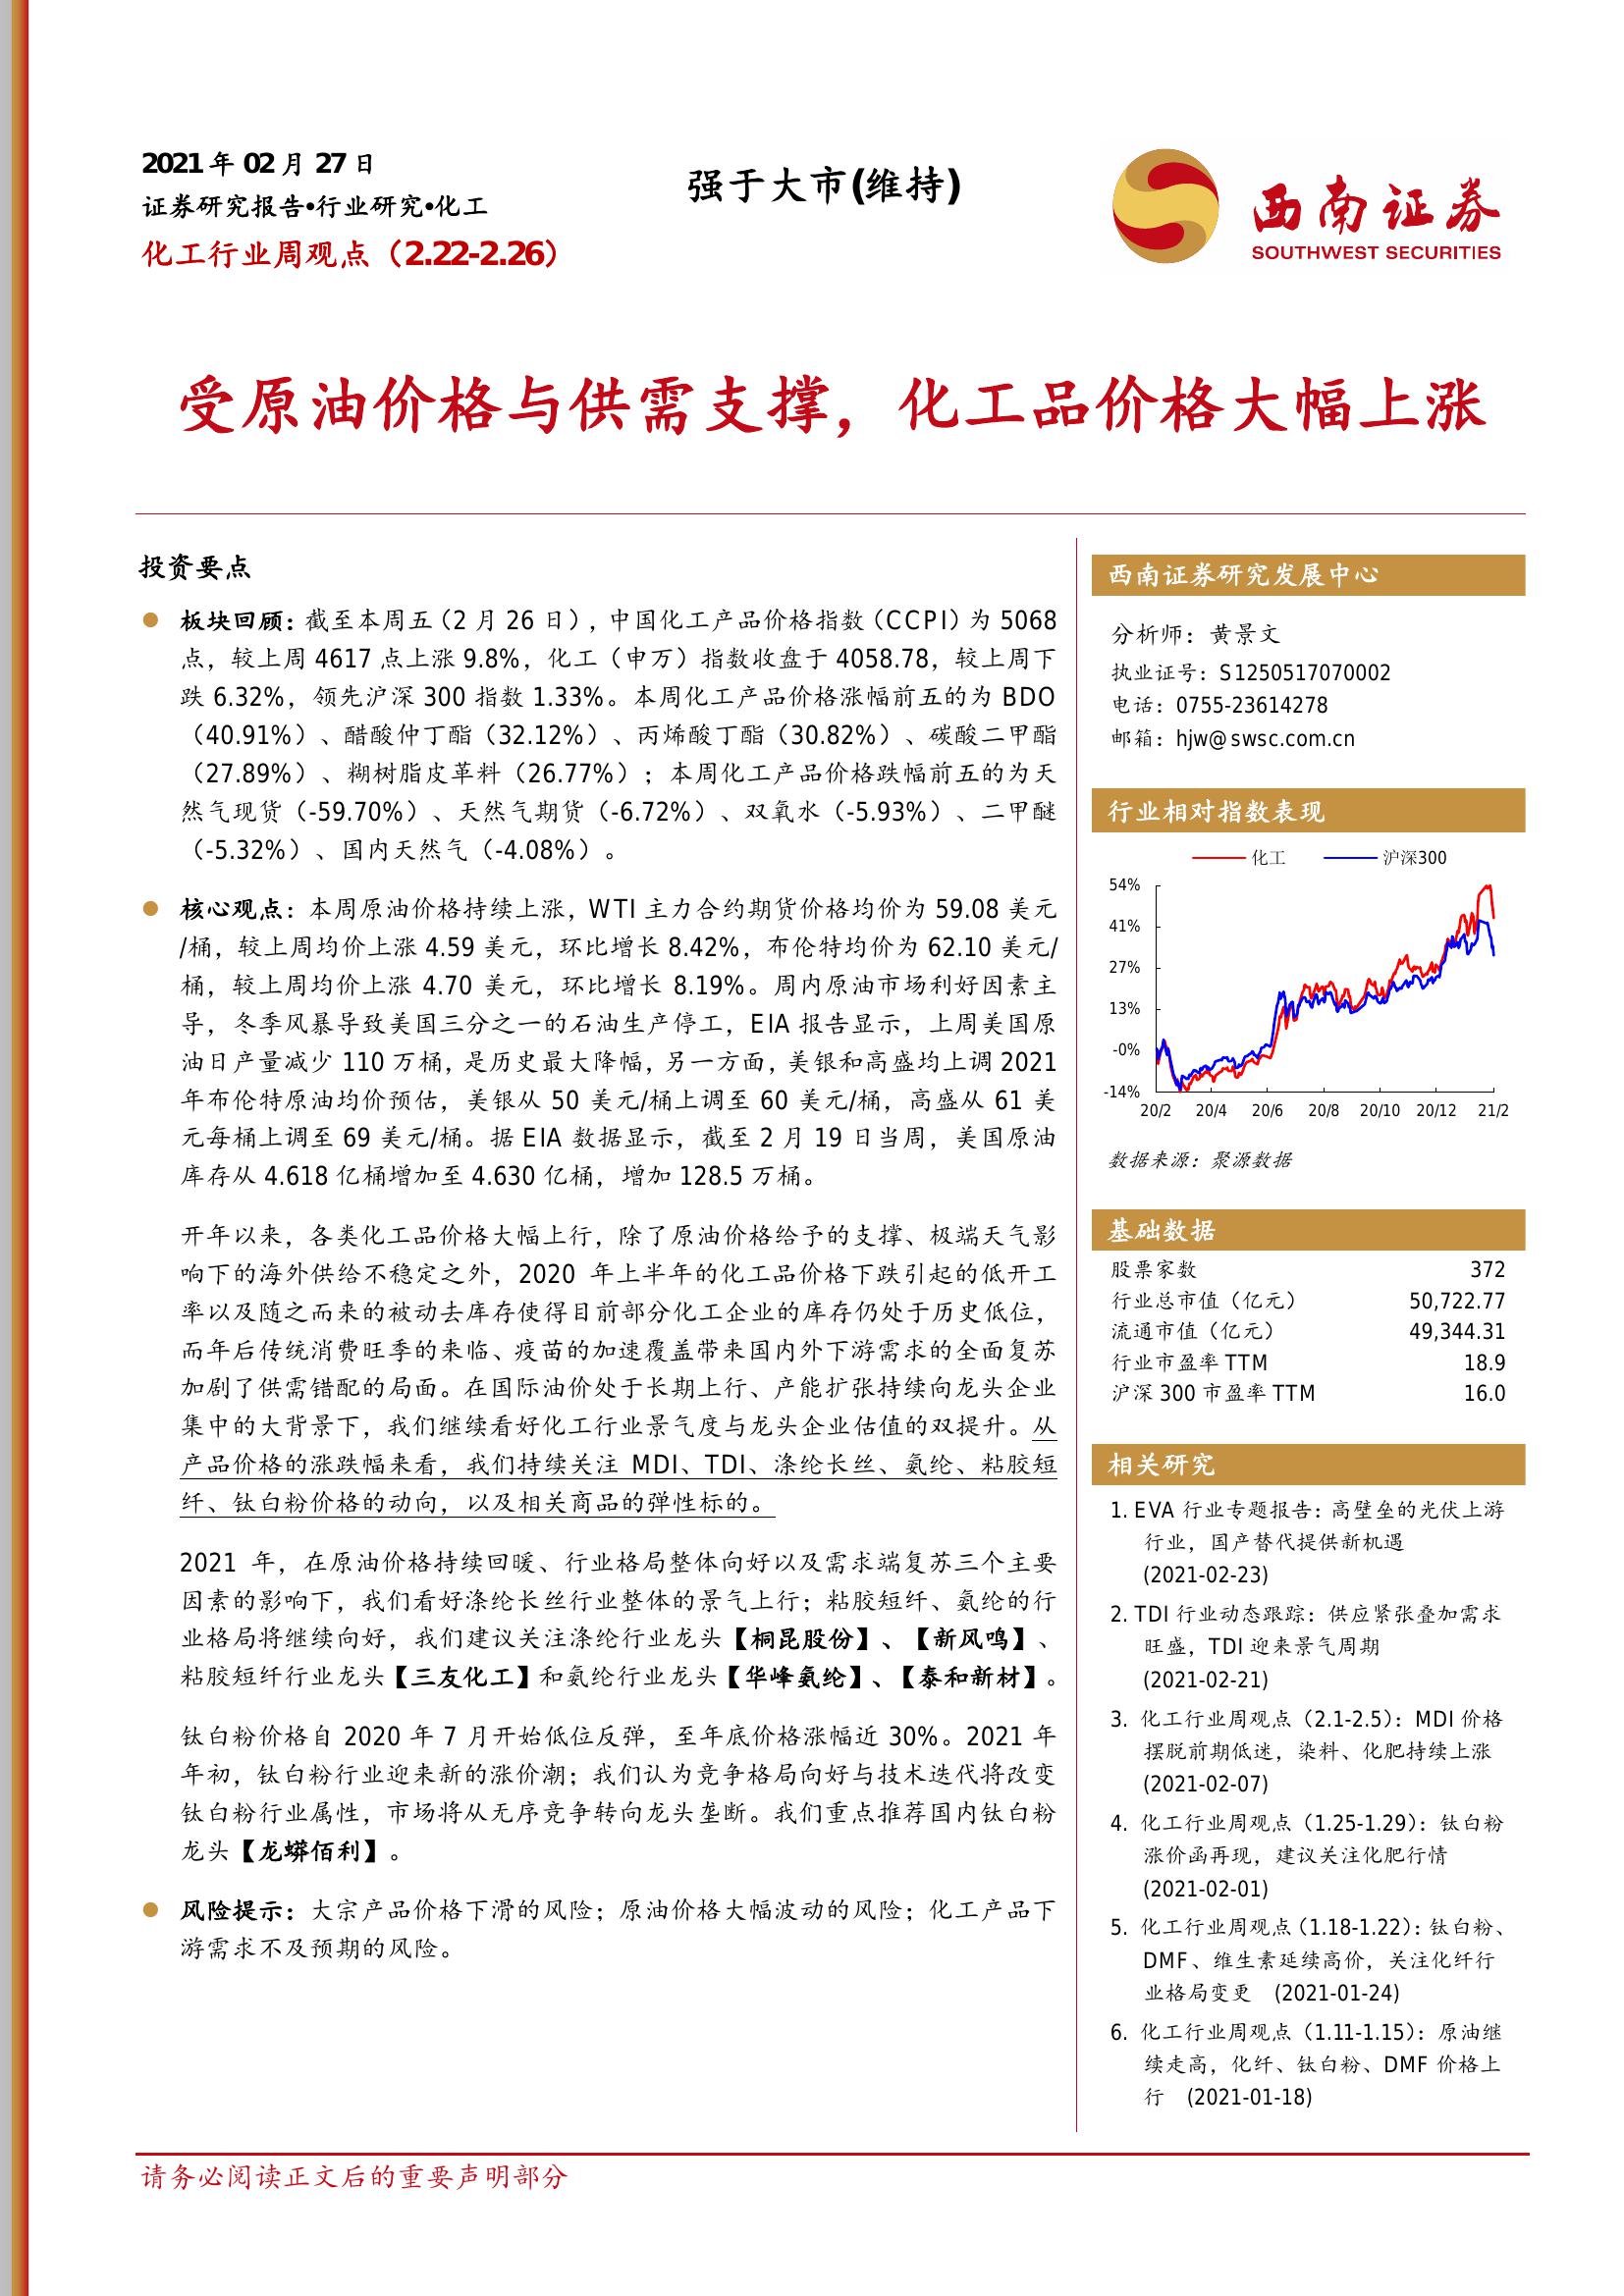 2021 年 02 月 27 日
证券研究报告•行业研究•化工
化工行业周观点（2.22-2.26）
强于大市(维持)
西南证券
SOUTHWEST SECURITIES
受原油价格与供需支撑，化工品价格大幅上涨
投资要点
板块回顾：截至本周五（2 月 26 日），中国化工产品价格指数（CCPI）为 5068
点，较上周 4617 点上涨 9.8%，化工（申万）指数收盘于 4058.78，较上周下
跌 6.32%，领先沪深 300 指数 1.33%。本周化工产品价格涨幅前五的为 BDO
（40.91%）、醋酸仲丁酯（32.12%）、丙烯酸丁酯（30.82%）、碳酸二甲酯
（27.89%）、糊树脂皮革料（26.77%）；本周化工产品价格跌幅前五的为天
然气现货（-59.70%）、天然气期货（-6.72%）、双氧水（-5.93%）、二甲醚
（-5.32%）、国内天然气（-4.08%）。
核心观点：本周原油价格持续上涨，WTI 主力合约期货价格均价为 59.08 美元
/桶，较上周均价上涨 4.59 美元，环比增长 8.42%，布伦特均价为 62.10 美元/
桶，较上周均价上涨 4.70 美元，环比增长 8.19%。周内原油市场利好因素主
导，冬季风暴导致美国三分之一的石油生产停工，EIA 报告显示，上周美国原
油日产量减少 110 万桶，是历史最大降幅，另一方面，美银和高盛均上调 2021
年布伦特原油均价预估，美银从 50 美元/桶上调至 60 美元/桶，高盛从 61 美
元每桶上调至 69 美元/桶。据 EIA 数据显示，截至 2 月 19 日当周，美国原油
库存从 4.618 亿桶增加至 4.630 亿桶，增加 128.5 万桶。
开年以来，各类化工品价格大幅上行，除了原油价格给予的支撑、极端天气影
响下的海外供给不稳定之外，2020 年上半年的化工品价格下跌引起的低开工
率以及随之而来的被动去库存使得目前部分化工企业的库存仍处于历史低位，
而年后传统消费旺季的来临、疫苗的加速覆盖带来国内外下游需求的全面复苏
加剧了供需错配的局面。在国际油价处于长期上行、产能扩张持续向龙头企业
集中的大背景下，我们继续看好化工行业景气度与龙头企业估值的双提升。从
产品价格的涨跌幅来看，我们持续关注 MDI、TDI、涤纶长丝、氨纶、粘胶短
纤、钛白粉价格的动向，以及相关商品的弹性标的。
2021 年，在原油价格持续回暖、行业格局整体向好以及需求端复苏三个主要
因素的影响下，我们看好涤纶长丝行业整体的景气上行；粘胶短纤、氨纶的行
业格局将继续向好，我们建议关注涤纶行业龙头【桐昆股份】、【新风鸣】、
粘胶短纤行业龙头【三友化工】和氨纶行业龙头【华峰氨纶】、【泰和新材】。
钛白粉价格自 2020 年 7 月开始低位反弹，至年底价格涨幅近 30%。2021 年
年初，钛白粉行业迎来新的涨价潮；我们认为竞争格局向好与技术迭代将改变
钛白粉行业属性，市场将从无序竞争转向龙头垄断。我们重点推荐国内钛白粉
龙头【龙蟒佰利】。
风险提示：大宗产品价格下滑的风险；原油价格大幅波动的风险；化工产品下
游需求不及预期的风险。
西南证券研究发展中心
分析师：黄景文
执业证号：S1250517070002
电话：0755-23614278
邮箱：hjw@swsc.com.cn
行业相对指数表现
化工 沪深300
54%
41%
27%
13%
-0%
-14%
20/2 20/4 20/6 20/8 20/10 20/12 21/2
数据来源：聚源数据
基础数据
股票家数 372
行业总市值（亿元） 50,722.77
流通市值（亿元） 49,344.31
行业市盈率 TTM 18.9
沪深 300 市盈率 TTM 16.0
相关研究
1. EVA 行业专题报告：高壁垒的光伏上游
行业，国产替代提供新机遇
(2021-02-23)
2. TDI 行业动态跟踪：供应紧张叠加需求
旺盛，TDI 迎来景气周期
(2021-02-21)
3. 化工行业周观点（2.1-2.5）：MDI 价格
摆脱前期低迷，染料、化肥持续上涨
(2021-02-07)
4. 化工行业周观点（1.25-1.29）：钛白粉
涨价函再现，建议关注化肥行情
(2021-02-01)
5. 化工行业周观点（1.18-1.22）：钛白粉、
DMF、维生素延续高价，关注化纤行
业格局变更 (2021-01-24)
6. 化工行业周观点（1.11-1.15）：原油继
续走高，化纤、钛白粉、DMF 价格上
行 (2021-01-18)
请务必阅读正文后的重要声明部分